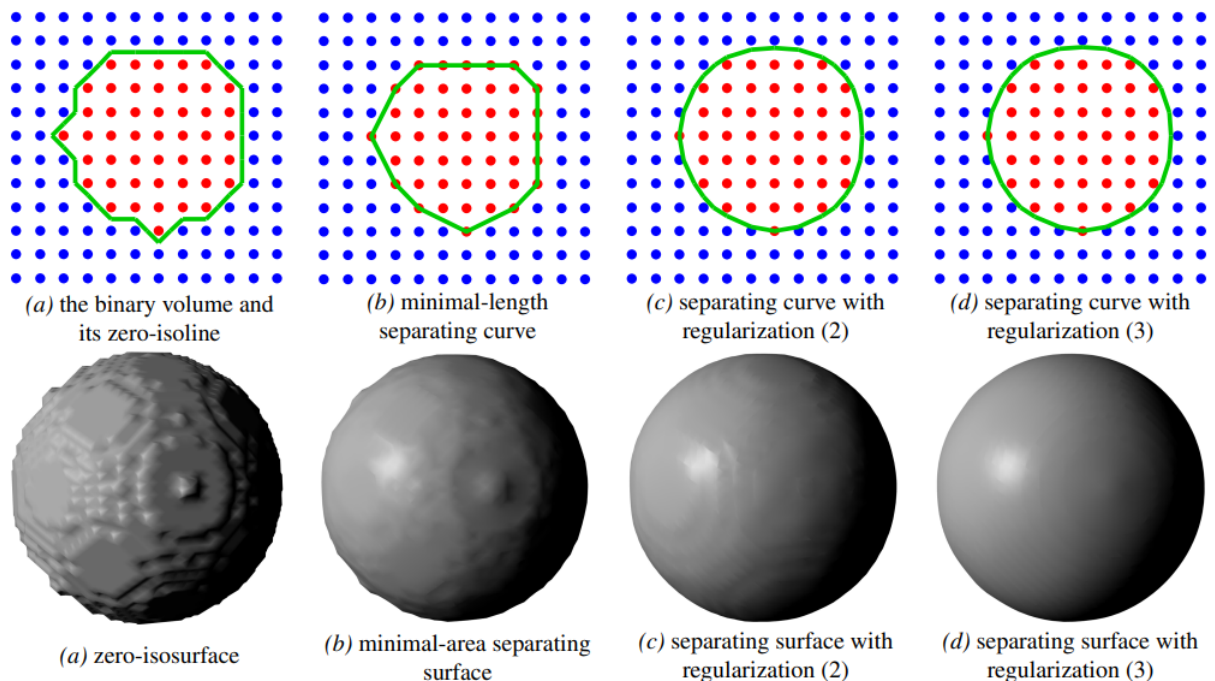 (a) the binary volume and
its zero-isoline
(b) minimal-length
separating curve
(c) separating curve with
regularization (2)
(d) separating curve with
regularization (3)
(a) zero-isosurface
(b) minimal-area separating
surface
(c) separating surface with
regularization (2)
(d) separating surface with
regularization (3)